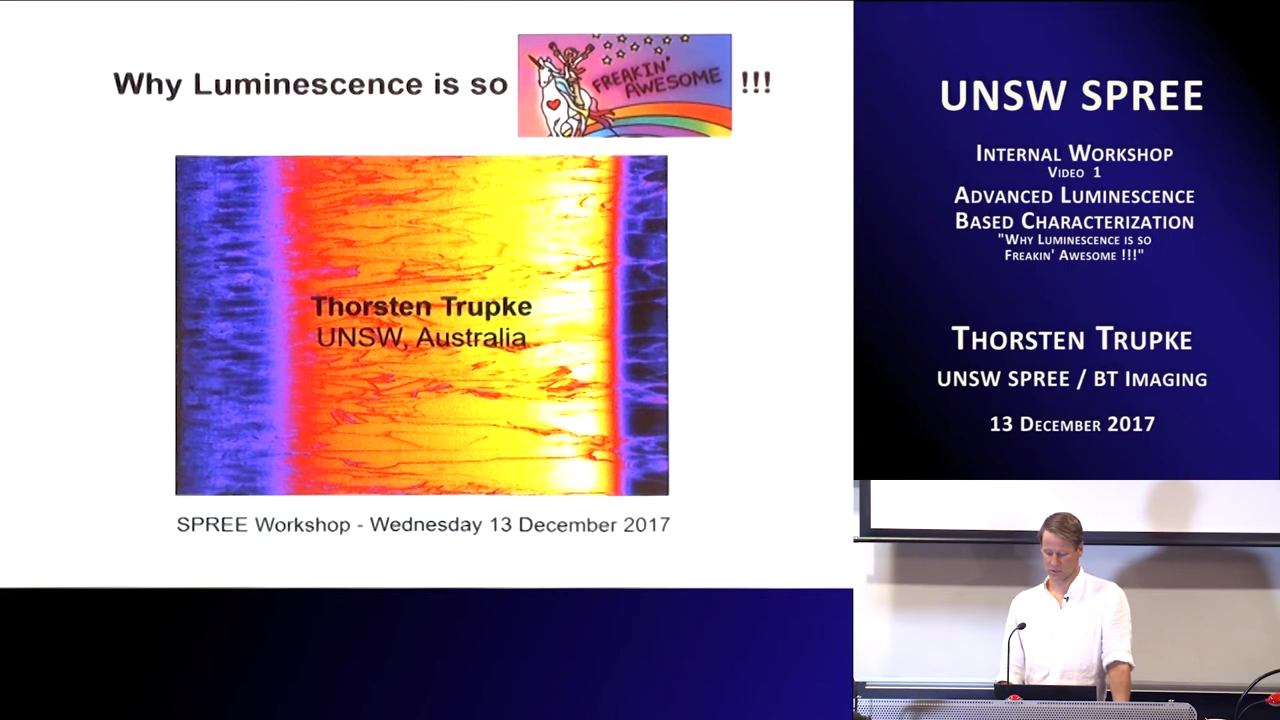 Why Luminescence is so FREAKIN' AWESOME !!!
Thorsten Trupke
UNSW, Australia
SPREE Workshop - Wednesday 13 December 2017
UNSW SPREE
INTERNAL WORKSHOP
VIDEO 1
ADVANCED LUMINESCENCE
BASED CHARACTERIZATION
"WHY LUMINESCENCE IS SO
FREAKIN' AWESOME !!!"
THORSTEN TRUPKE
UNSW SPREE / BT IMAGING
13 DECEMBER 2017